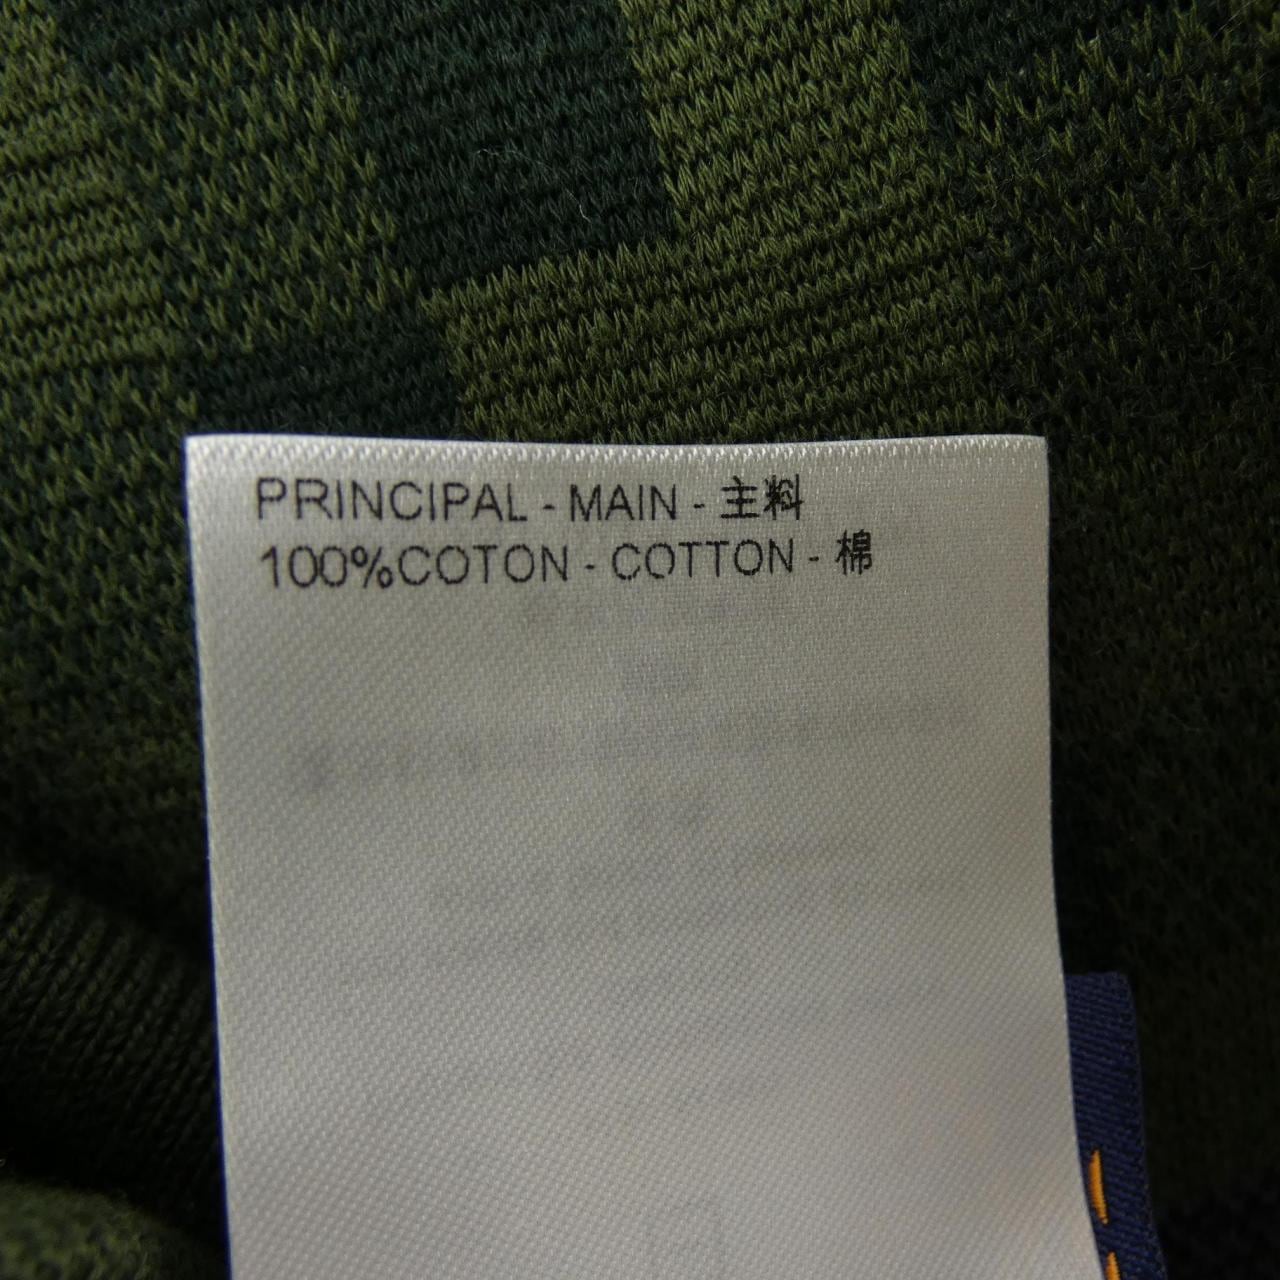 PRINCIPAL - MAIN - 主料
100%COTON - COTTON - 棉